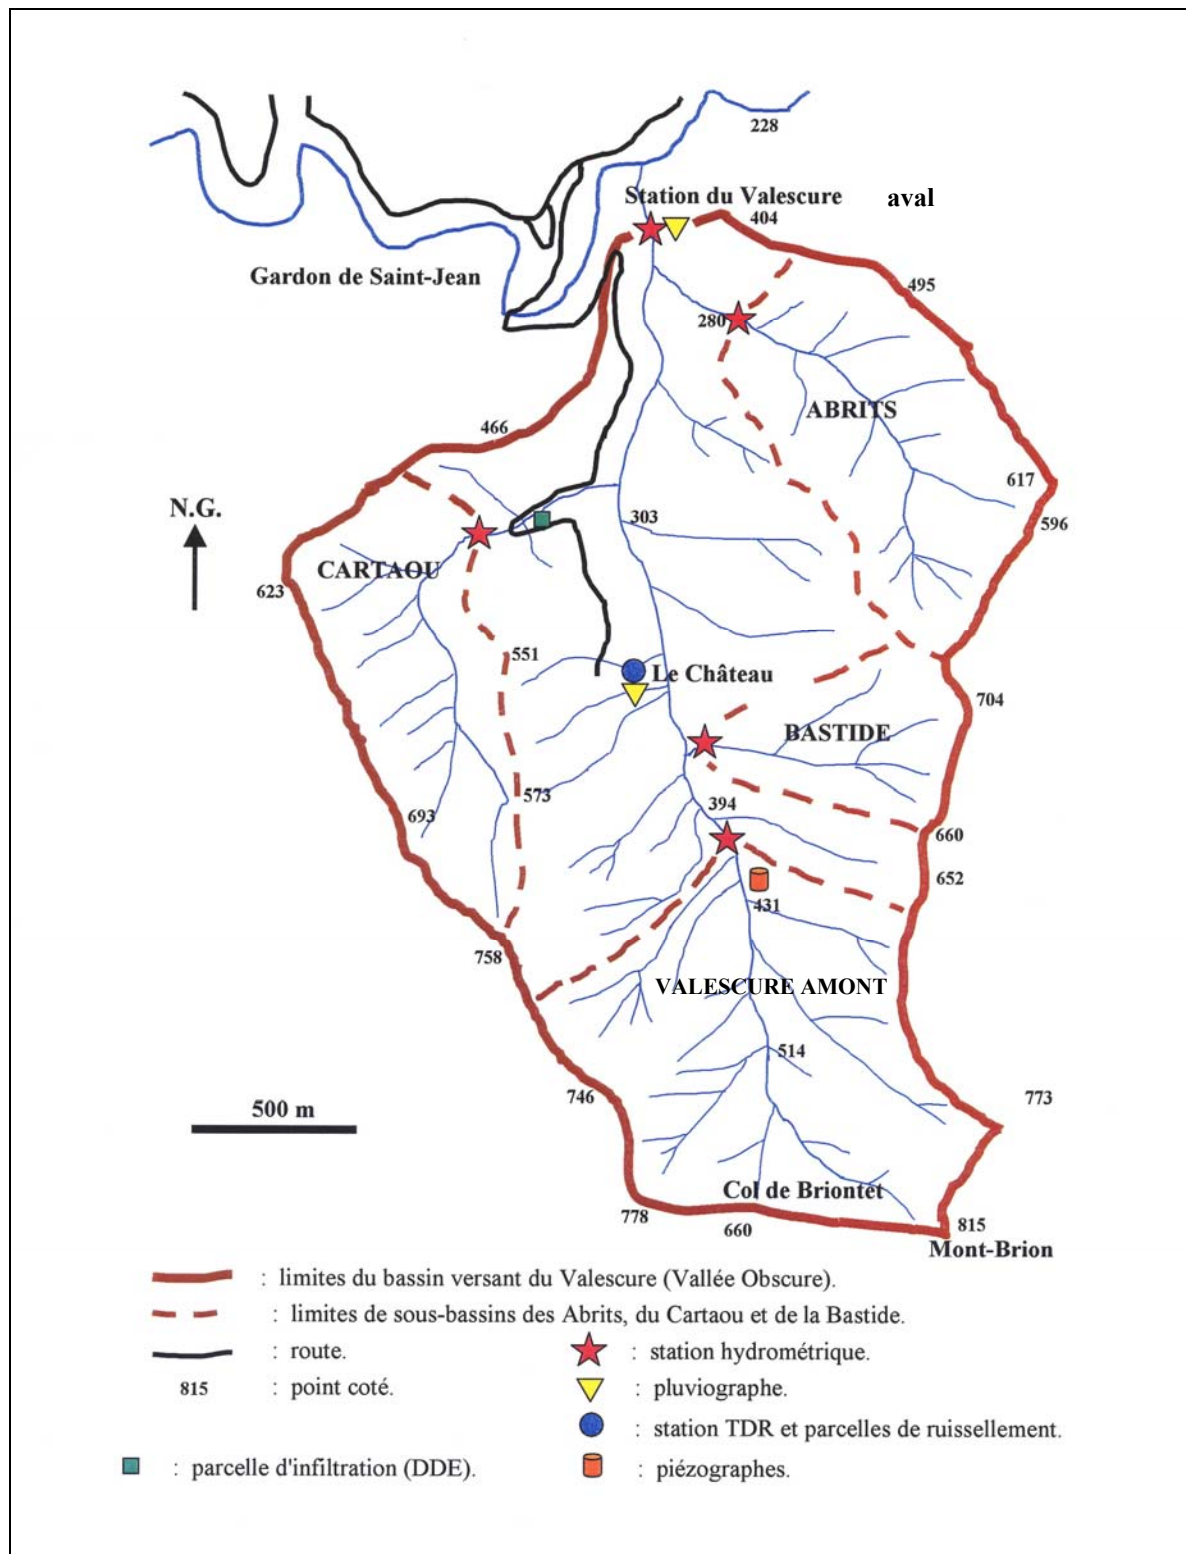 228
Station du Valescure aval
404
Gardon de Saint-Jean
495
280
ABRITS
466
617
N.G.
303
596
CARTAOU
623
551
Le Château
704
BASTIDE
573
394
693
660
652
431
758
VALESCURE AMONT
514
746
773
500 m
Col de Briontet
778
660
815
Mont-Brion
: limites du bassin versant du Valescure (Vallée Obscure).
: limites de sous-bassins des Abrits, du Cartaou et de la Bastide.
: route.
: station hydrométrique.
815 : point coté.
: pluviographe.
: station TDR et parcelles de ruissellement.
: parcelle d'infiltration (DDE).
: piézographes.